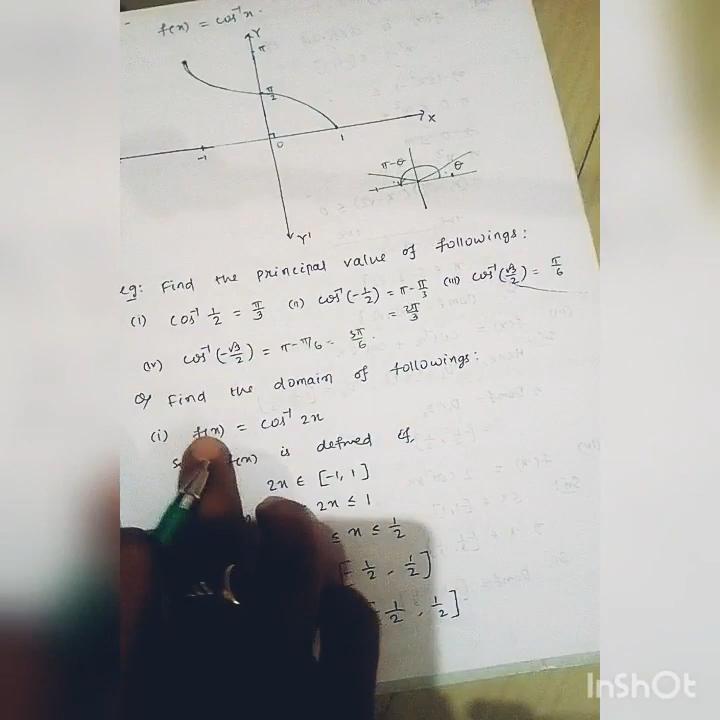 f(x) = cos⁻¹x.
Y
π
π/2
X
-1 0 1
π-θ θ
-1
Y'
eg: Find the principal value of followings:
(i) cos⁻¹ 1/2 = π/3 (ii) cos⁻¹(-1/2) = π-π/3 (iii) cos⁻¹(√3/2) = π/6
= 2π/3
(iv) cos⁻¹(-√3/2) = π-π/6 = 5π/6.
Q Find the domain of followings:
(i) f(x) = cos⁻¹ 2x
f(x) is defined if
2x ∈ [-1, 1]
2x ≤ 1
≤ x ≤ 1/2
[-1/2, 1/2]
1/2, 1/2]
InShOt